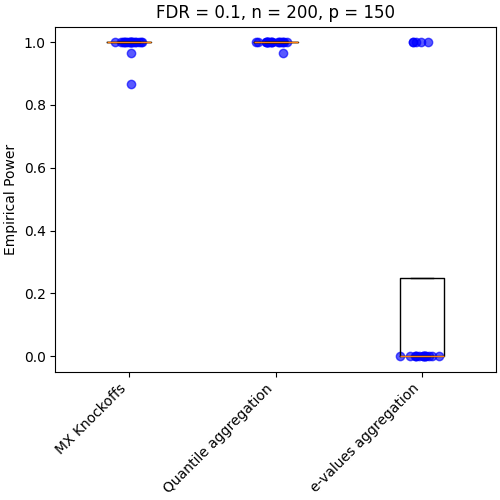 FDR = 0.1, n = 200, p = 150
Empirical Power
1.0
0.8
0.6
0.4
0.2
0.0
MX Knockoffs
Quantile aggregation
e-values aggregation